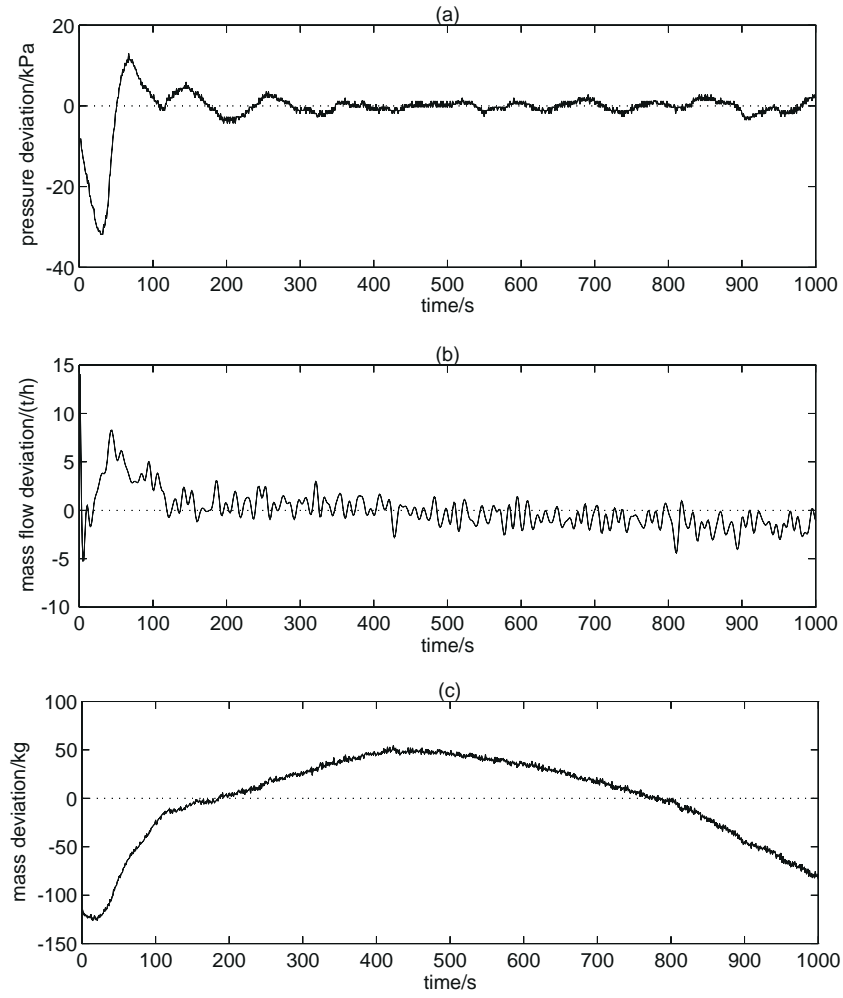 (a)
pressure deviation/kPa
20
0
-20
-40
0 100 200 300 400 500 600 700 800 900 1000
time/s
(b)
mass flow deviation/(t/h)
15
10
5
0
-5
-10
0 100 200 300 400 500 600 700 800 900 1000
time/s
(c)
mass deviation/kg
100
50
0
-50
-100
-150
0 100 200 300 400 500 600 700 800 900 1000
time/s